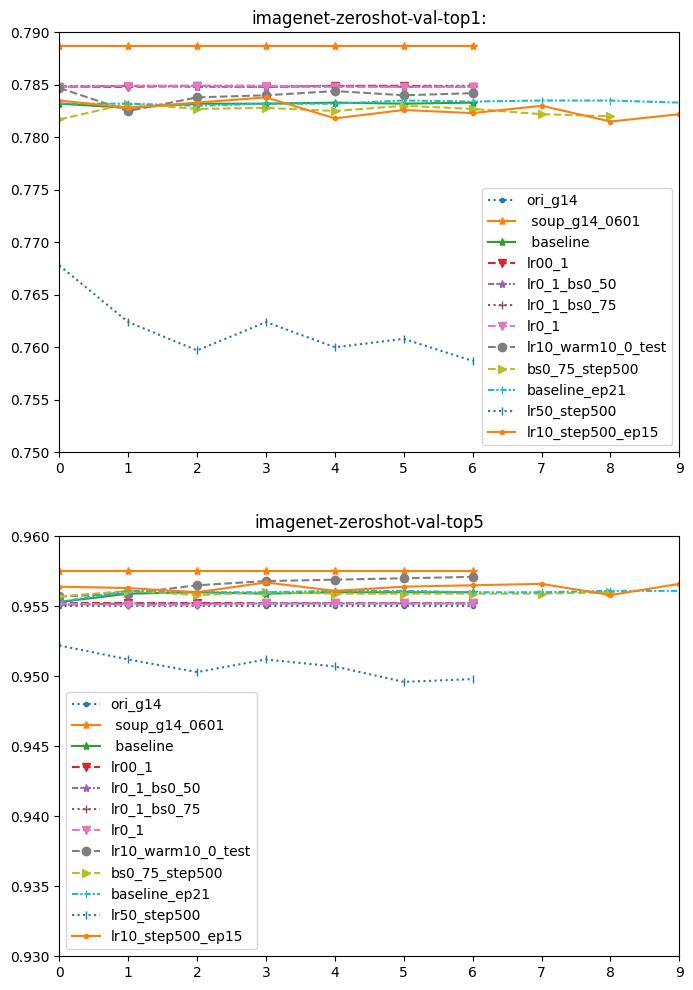 imagenet-zeroshot-val-top1:
0.790
0.785
0.780
0.775
0.770
0.765
0.760
0.755
0.750
ori_g14
soup_g14_0601
baseline
lr00_1
lr0_1_bs0_50
lr0_1_bs0_75
lr0_1
lr10_warm10_0_test
bs0_75_step500
baseline_ep21
lr50_step500
lr10_step500_ep15
0 1 2 3 4 5 6 7 8 9
imagenet-zeroshot-val-top5
0.960
0.955
0.950
0.945
0.940
0.935
0.930
ori_g14
soup_g14_0601
baseline
lr00_1
lr0_1_bs0_50
lr0_1_bs0_75
lr0_1
lr10_warm10_0_test
bs0_75_step500
baseline_ep21
lr50_step500
lr10_step500_ep15
0 1 2 3 4 5 6 7 8 9